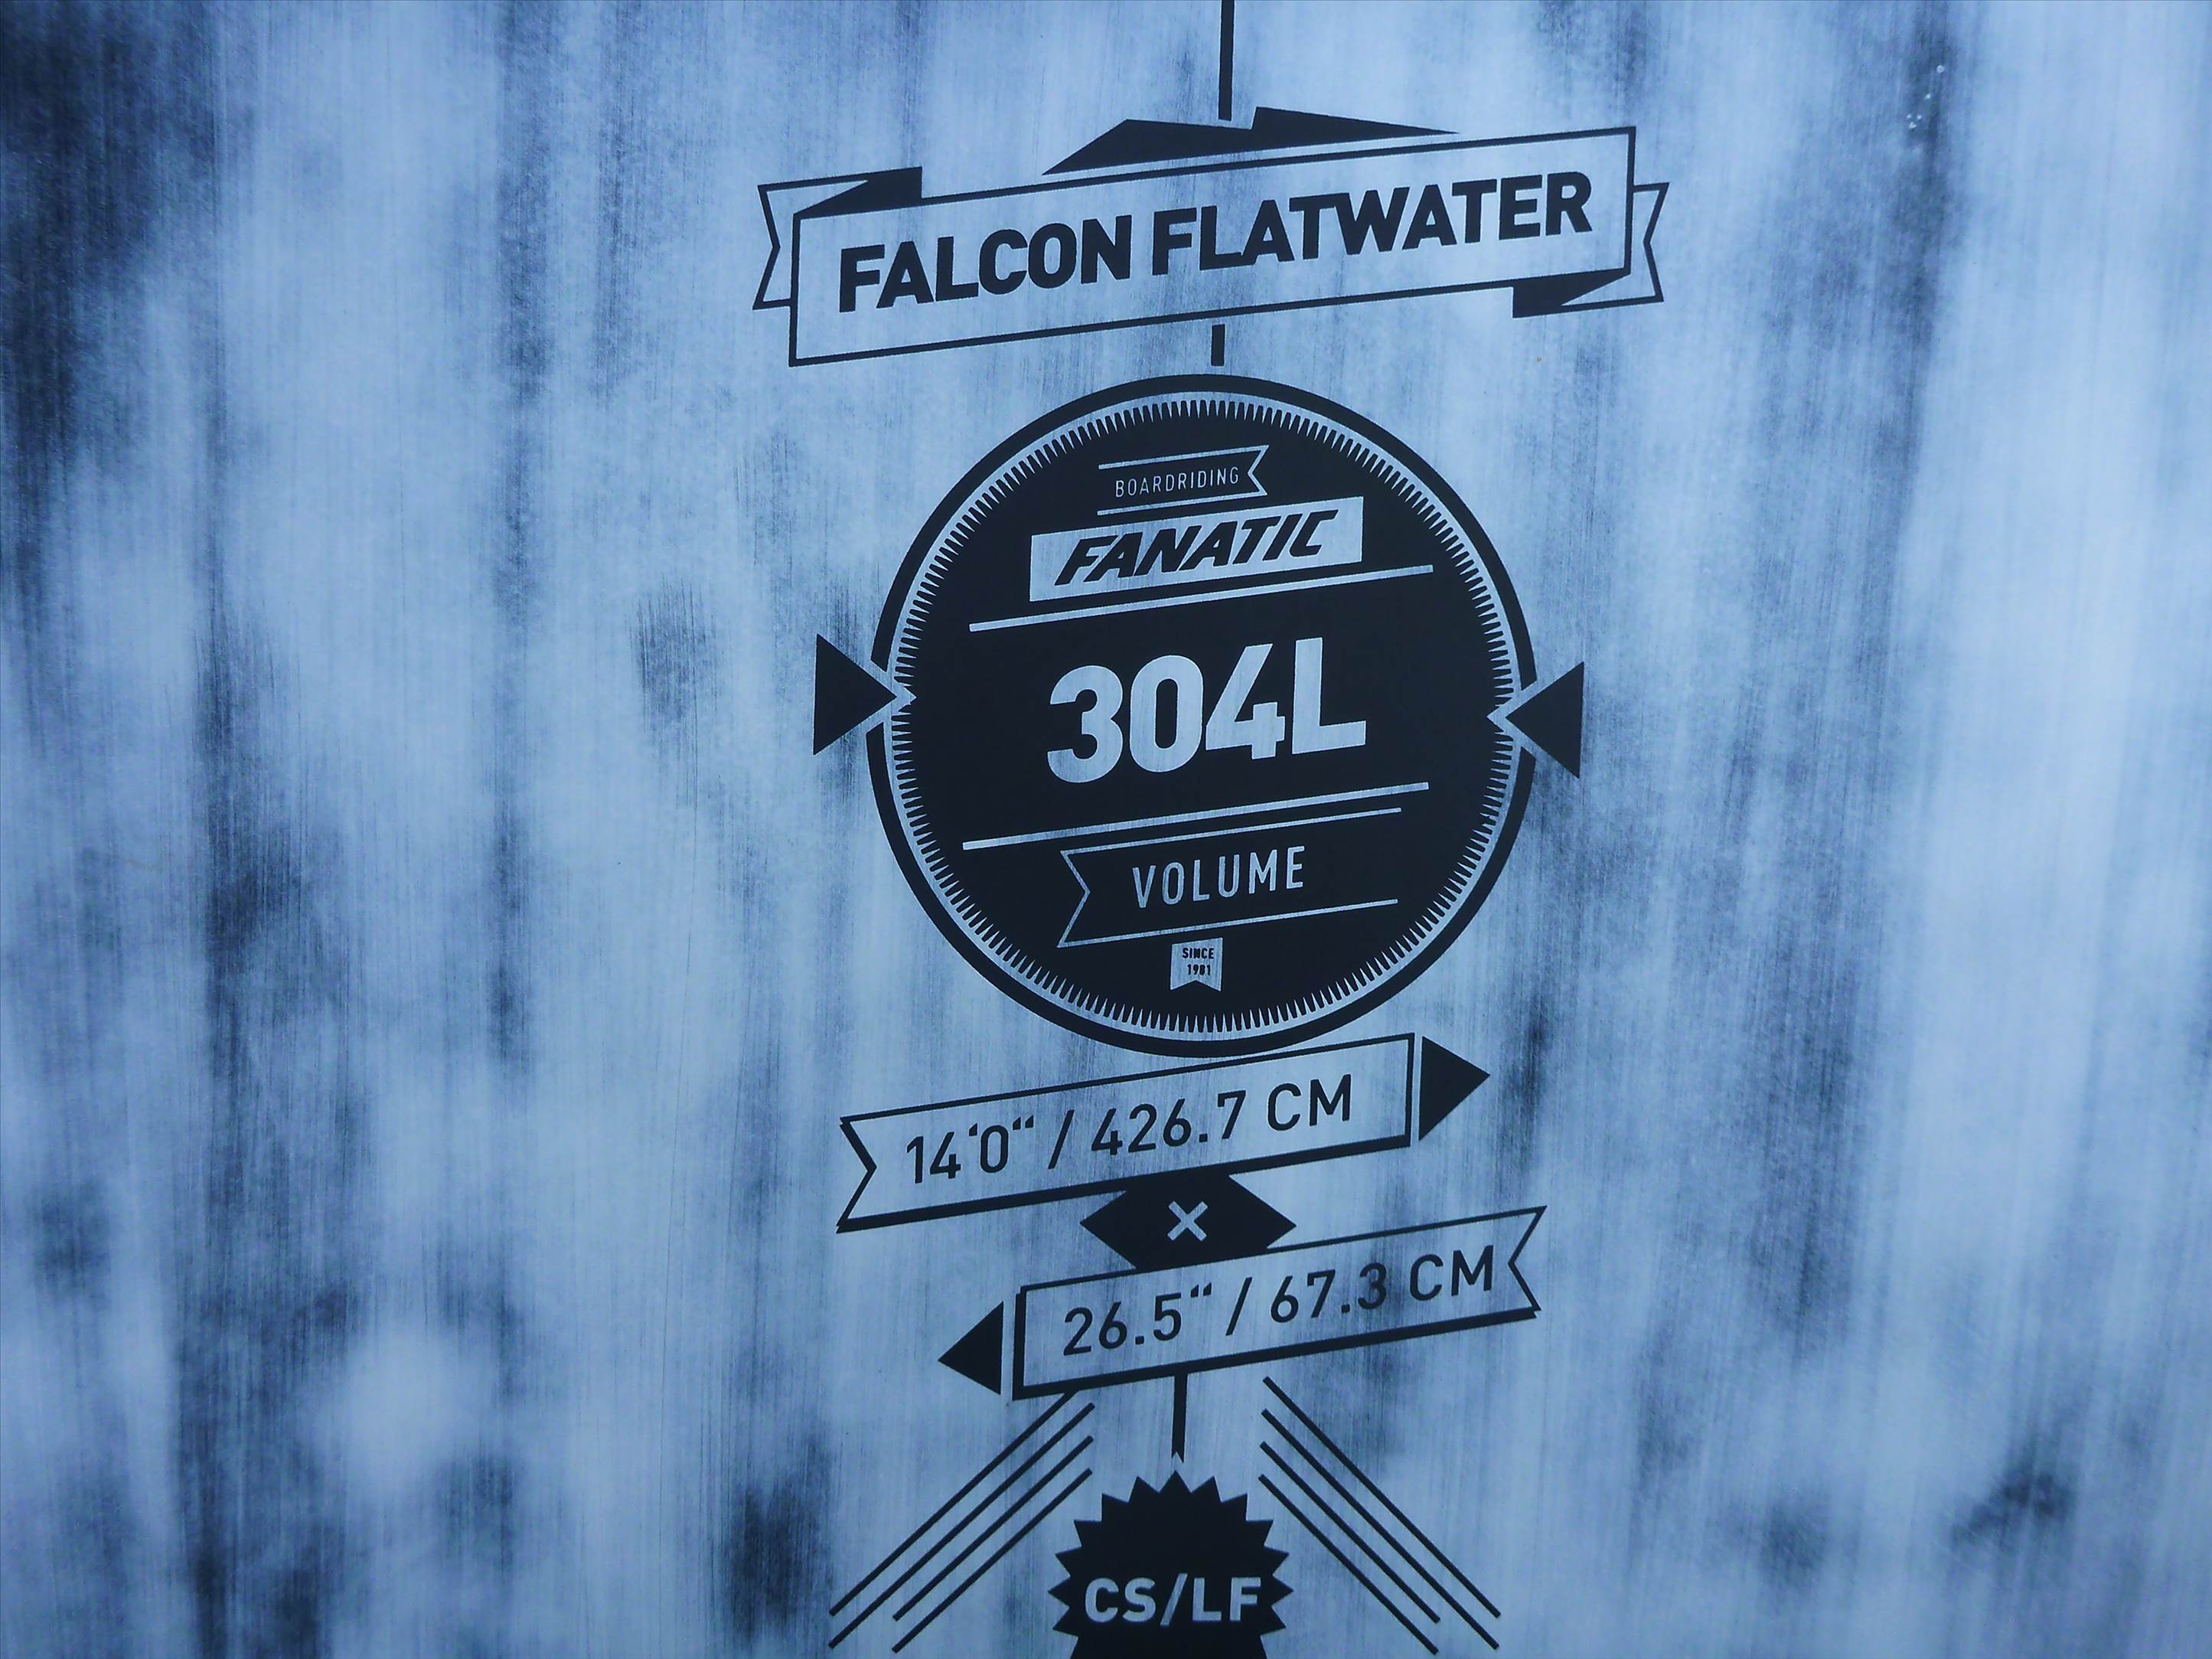 FALCON FLATWATER
BOARDRIDING
FANATIC
304L
VOLUME
SINCE
1981
14‘0“ / 426.7 CM
×
26.5“ / 67.3 CM
CS/LF